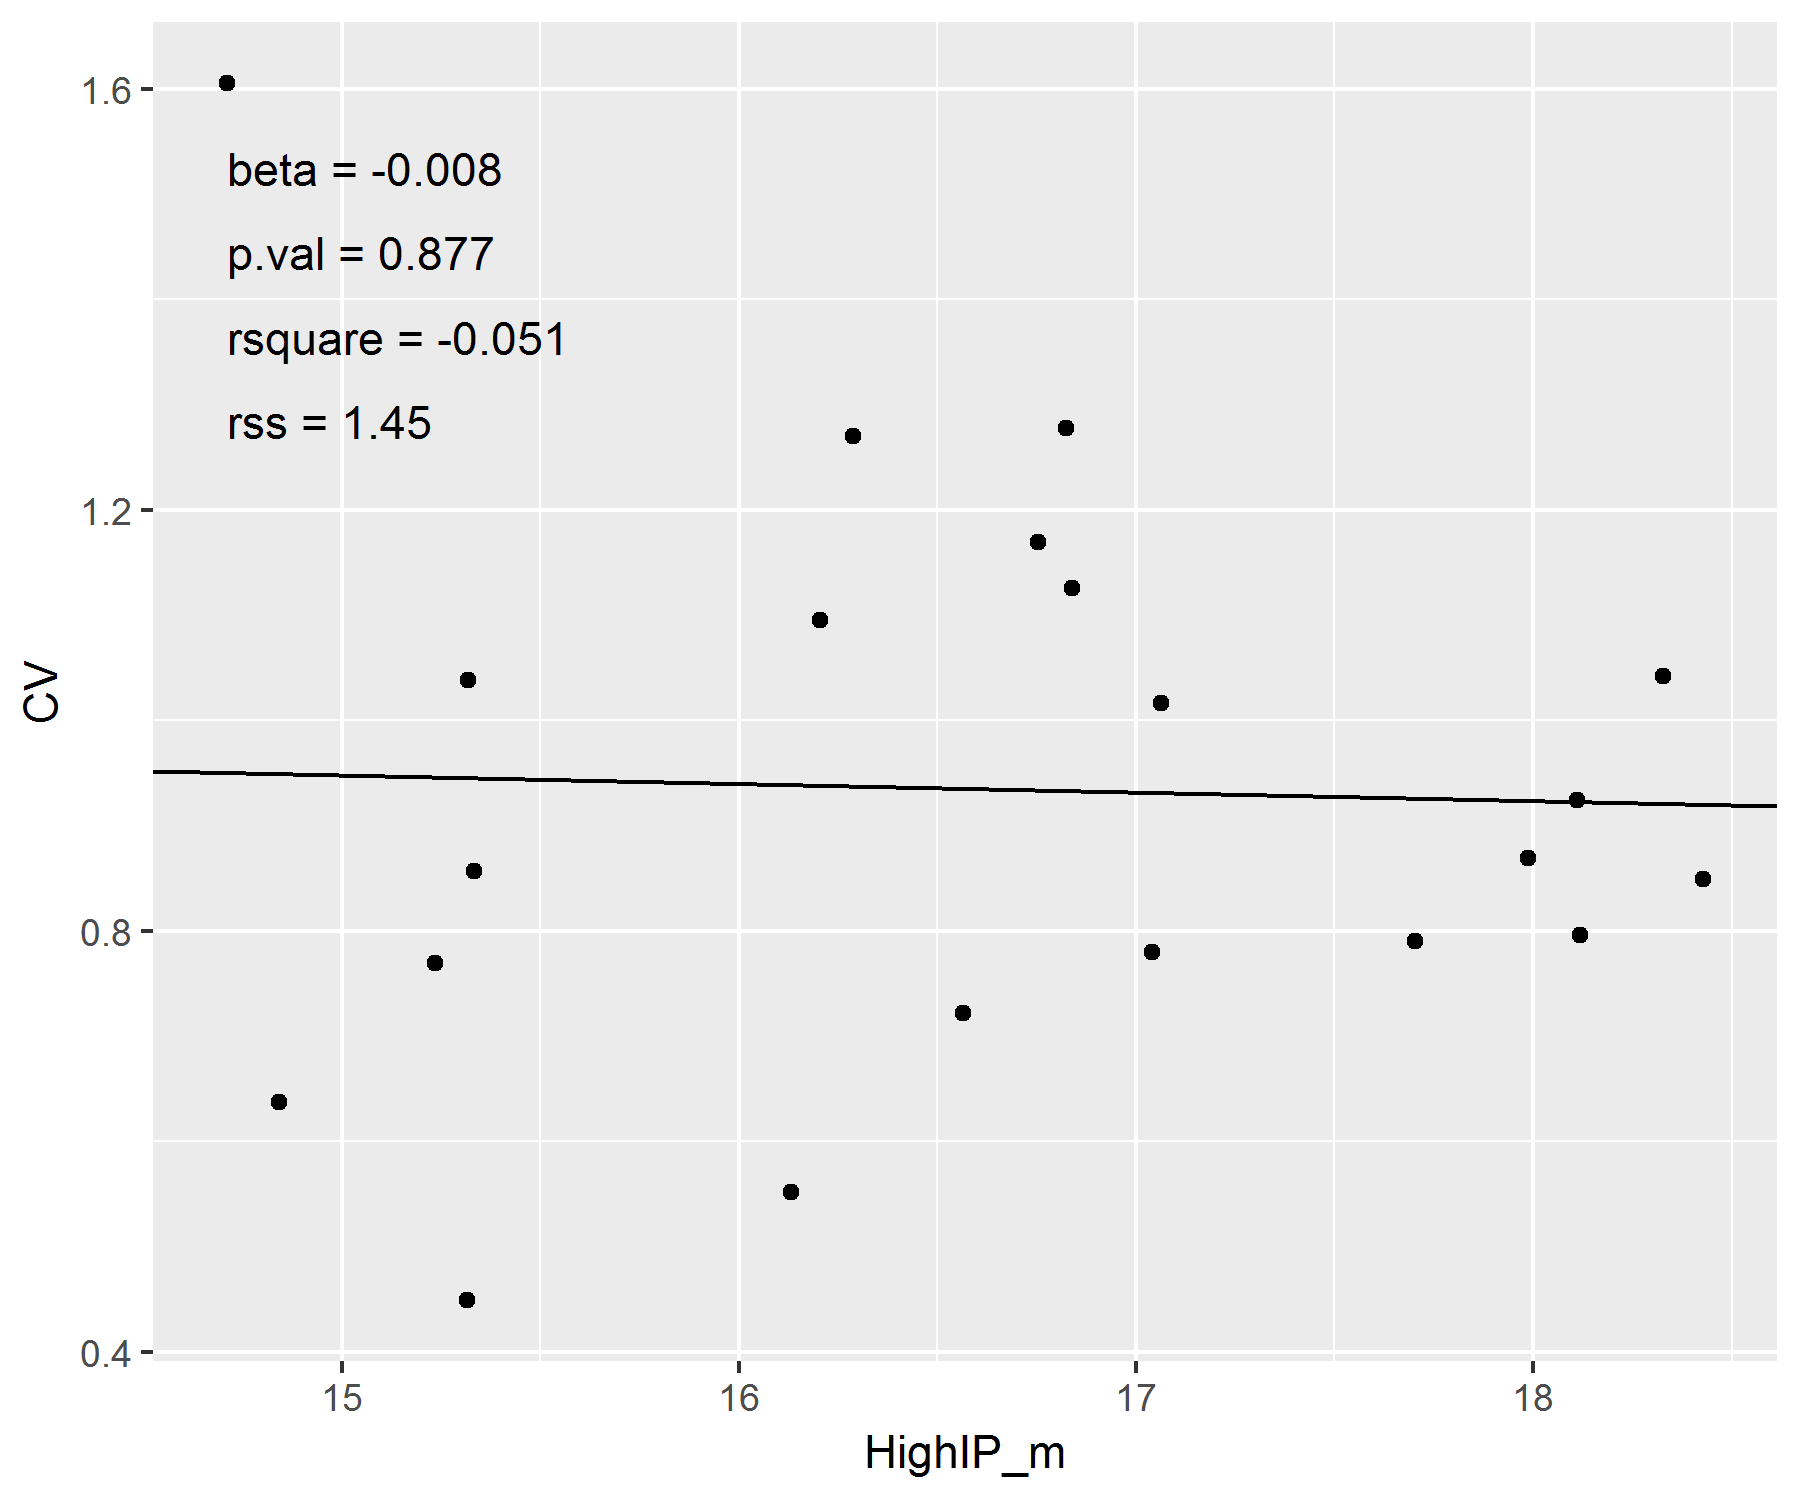 1.6
beta = -0.008
p.val = 0.877
rsquare = -0.051
rss = 1.45
1.2
CV
0.8
0.4
15 16 17 18
HighIP_m